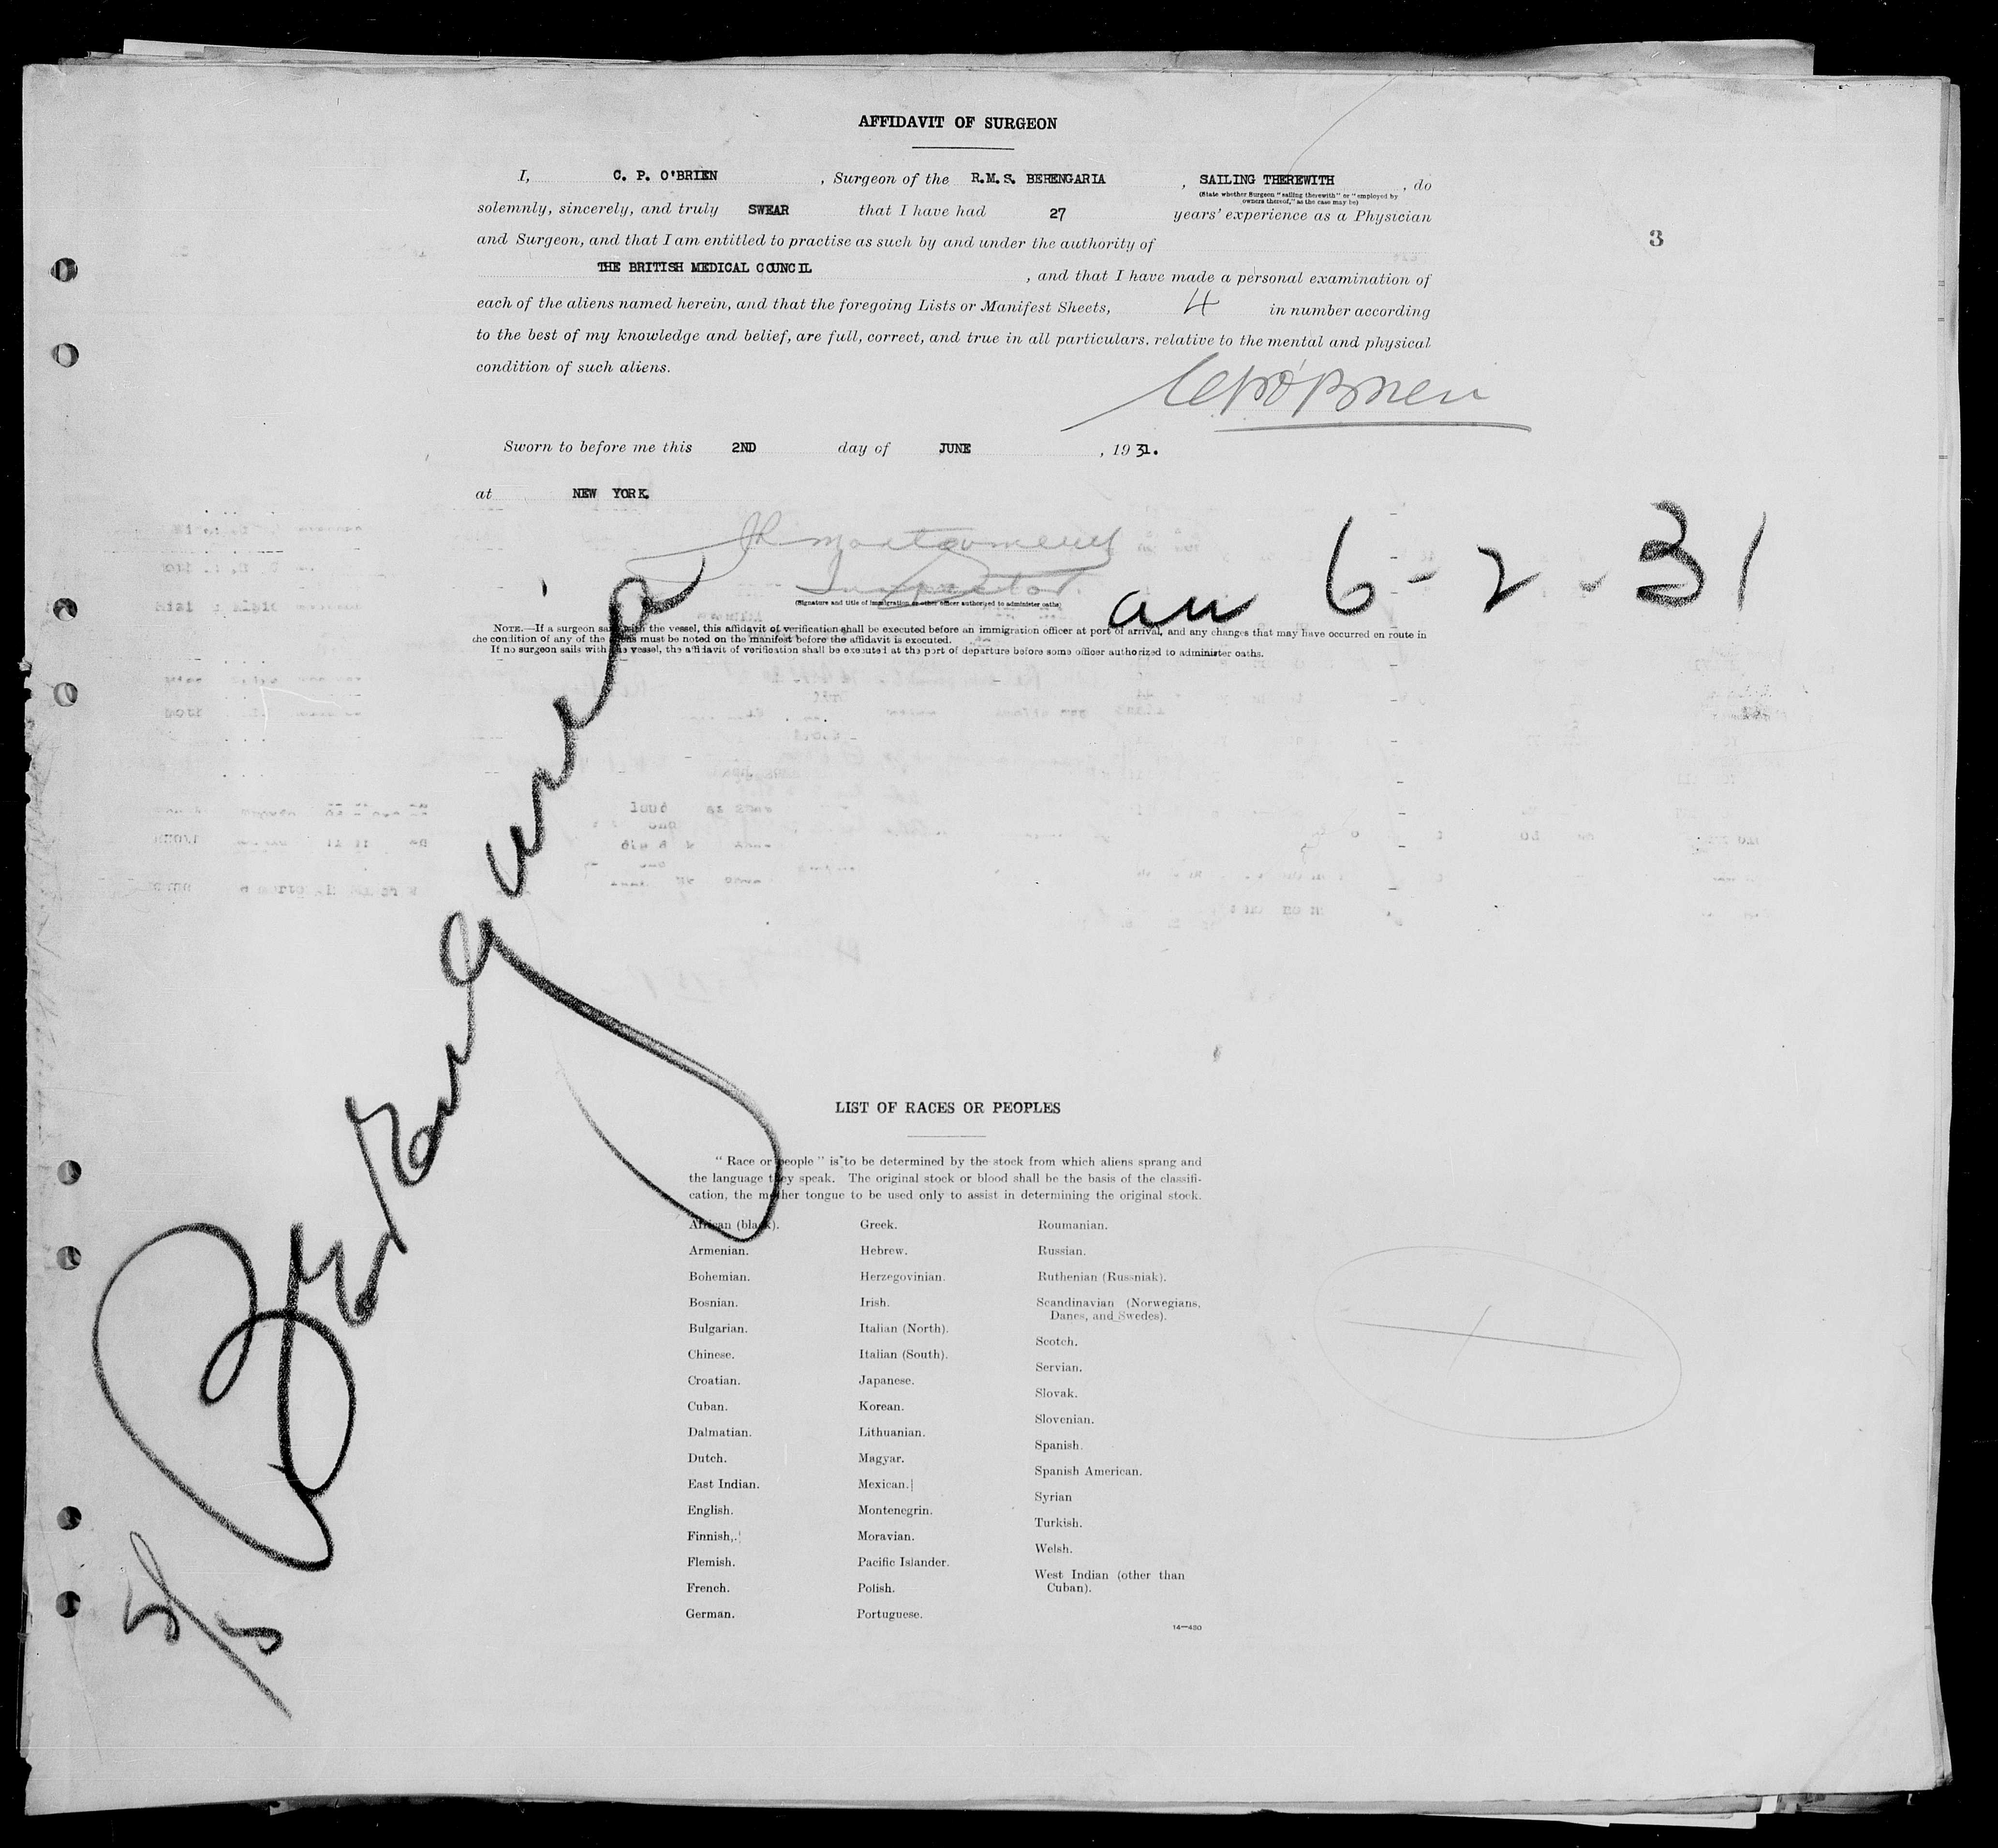 AFFIDAVIT OF SURGEON
I, C. P. O'BRIEN , Surgeon of the R.M.S. BERENGARIA , SAILING THEREWITH , do
(State whether Surgeon "sailing therewith" or "employed by
owners thereof," as the case may be)
solemnly, sincerely, and truly SWEAR that I have had 27 years' experience as a Physician
3
and Surgeon, and that I am entitled to practise as such by and under the authority of
THE BRITISH MEDICAL COUNCIL , and that I have made a personal examination of
each of the aliens named herein, and that the foregoing Lists or Manifest Sheets, 4 in number according
to the best of my knowledge and belief, are full, correct, and true in all particulars, relative to the mental and physical
condition of such aliens.
C P O'Brien
Sworn to before me this 2ND day of JUNE , 1931.
at NEW YORK.
Montgomery
Inspector.
(Signature and title of immigration or other officer authorized to administer oaths)
6-2-31
NOTE.—If a surgeon sails with the vessel, this affidavit of verification shall be executed before an immigration officer at port of arrival, and any changes that may have occurred en route in
the condition of any of the aliens must be noted on the manifest before the affidavit is executed.
If no surgeon sails with the vessel, the affidavit of verification shall be executed at the port of departure before some officer authorized to administer oaths.
Berengaria
5/5
LIST OF RACES OR PEOPLES
"Race or people" is to be determined by the stock from which aliens sprang and
the language they speak. The original stock or blood shall be the basis of the classifi-
cation, the mother tongue to be used only to assist in determining the original stock.
African (black).
Armenian.
Bohemian.
Bosnian.
Bulgarian.
Chinese.
Croatian.
Cuban.
Dalmatian.
Dutch.
East Indian.
English.
Finnish.
Flemish.
French.
German.
Greek.
Hebrew.
Herzegovinian.
Irish.
Italian (North).
Italian (South).
Japanese.
Korean.
Lithuanian.
Magyar.
Mexican.
Montenegrin.
Moravian.
Pacific Islander.
Polish.
Portuguese.
Roumanian.
Russian.
Ruthenian (Russniak).
Scandinavian (Norwegians,
Danes, and Swedes).
Scotch.
Servian.
Slovak.
Slovenian.
Spanish.
Spanish American.
Syrian
Turkish.
Welsh.
West Indian (other than
Cuban).
14—430